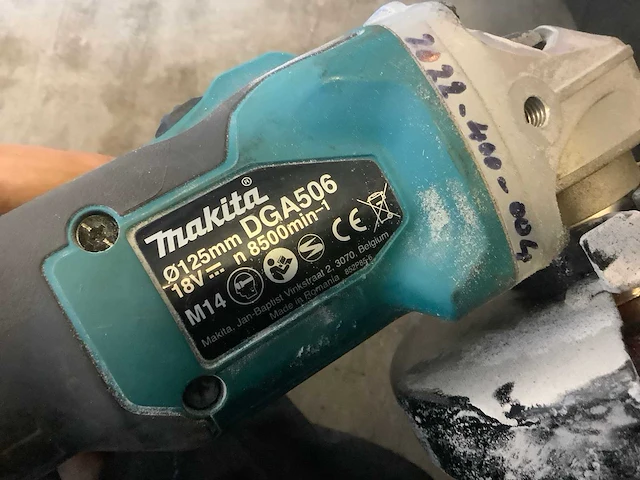 makita® DGA506
Ø125mm n 8500min-1
18V
M14
CE
Makita, Jan-Baptist Vinkstraat 2, 3070, Belgium
Made in Romania
2022-400-004